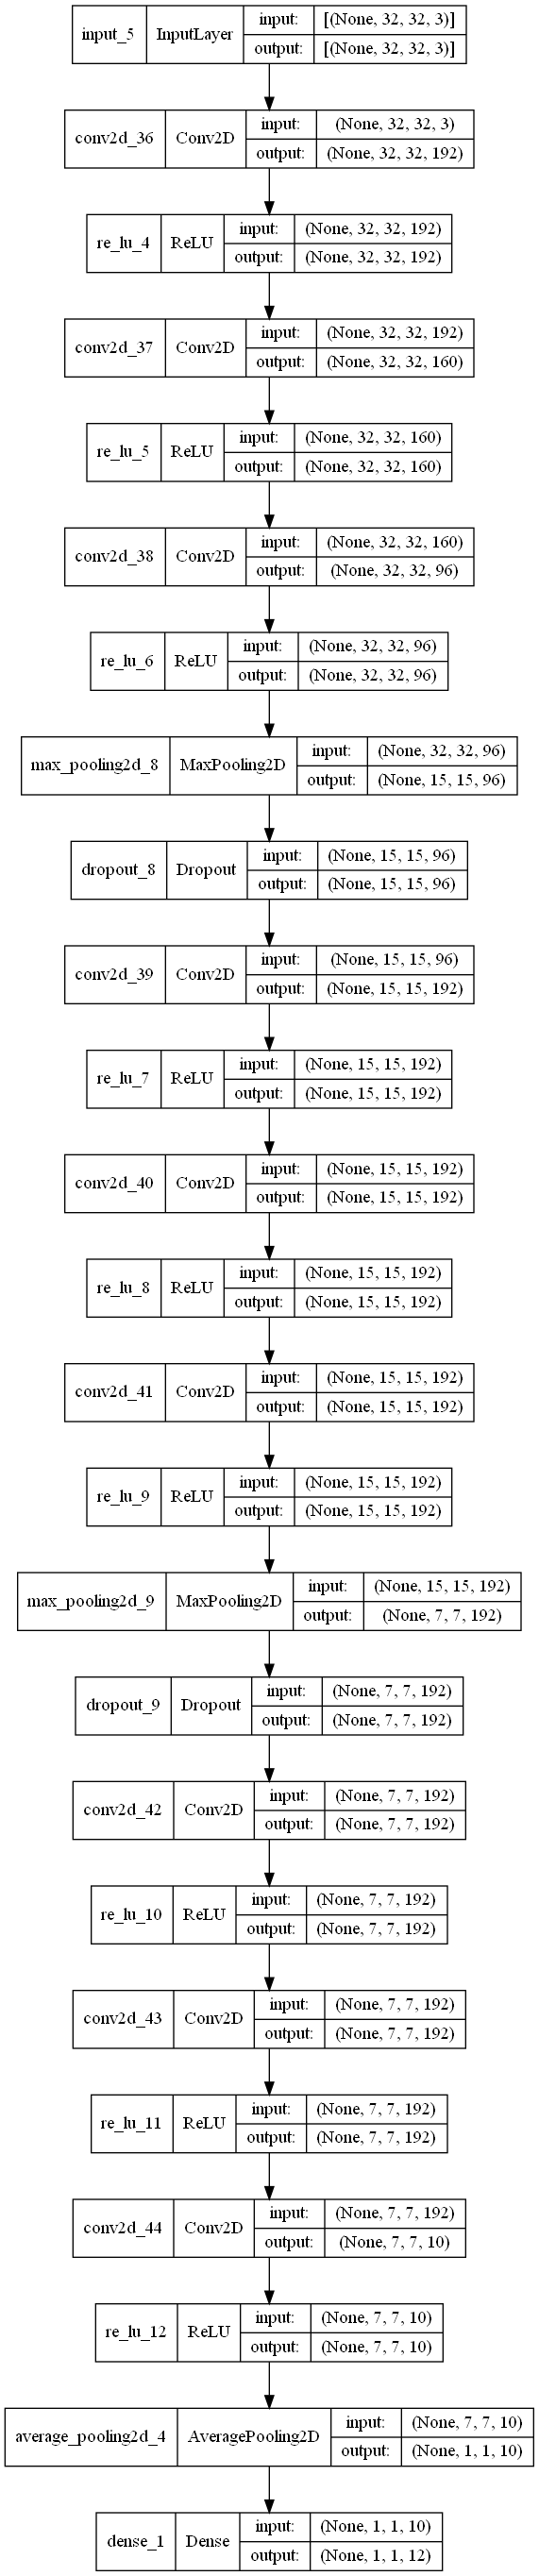 input_5 InputLayer input: [(None, 32, 32, 3)]
output: [(None, 32, 32, 3)]
conv2d_36 Conv2D input: (None, 32, 32, 3)
output: (None, 32, 32, 192)
re_lu_4 ReLU input: (None, 32, 32, 192)
output: (None, 32, 32, 192)
conv2d_37 Conv2D input: (None, 32, 32, 192)
output: (None, 32, 32, 160)
re_lu_5 ReLU input: (None, 32, 32, 160)
output: (None, 32, 32, 160)
conv2d_38 Conv2D input: (None, 32, 32, 160)
output: (None, 32, 32, 96)
re_lu_6 ReLU input: (None, 32, 32, 96)
output: (None, 32, 32, 96)
max_pooling2d_8 MaxPooling2D input: (None, 32, 32, 96)
output: (None, 15, 15, 96)
dropout_8 Dropout input: (None, 15, 15, 96)
output: (None, 15, 15, 96)
conv2d_39 Conv2D input: (None, 15, 15, 96)
output: (None, 15, 15, 192)
re_lu_7 ReLU input: (None, 15, 15, 192)
output: (None, 15, 15, 192)
conv2d_40 Conv2D input: (None, 15, 15, 192)
output: (None, 15, 15, 192)
re_lu_8 ReLU input: (None, 15, 15, 192)
output: (None, 15, 15, 192)
conv2d_41 Conv2D input: (None, 15, 15, 192)
output: (None, 15, 15, 192)
re_lu_9 ReLU input: (None, 15, 15, 192)
output: (None, 15, 15, 192)
max_pooling2d_9 MaxPooling2D input: (None, 15, 15, 192)
output: (None, 7, 7, 192)
dropout_9 Dropout input: (None, 7, 7, 192)
output: (None, 7, 7, 192)
conv2d_42 Conv2D input: (None, 7, 7, 192)
output: (None, 7, 7, 192)
re_lu_10 ReLU input: (None, 7, 7, 192)
output: (None, 7, 7, 192)
conv2d_43 Conv2D input: (None, 7, 7, 192)
output: (None, 7, 7, 192)
re_lu_11 ReLU input: (None, 7, 7, 192)
output: (None, 7, 7, 192)
conv2d_44 Conv2D input: (None, 7, 7, 192)
output: (None, 7, 7, 10)
re_lu_12 ReLU input: (None, 7, 7, 10)
output: (None, 7, 7, 10)
average_pooling2d_4 AveragePooling2D input: (None, 7, 7, 10)
output: (None, 1, 1, 10)
dense_1 Dense input: (None, 1, 1, 10)
output: (None, 1, 1, 12)